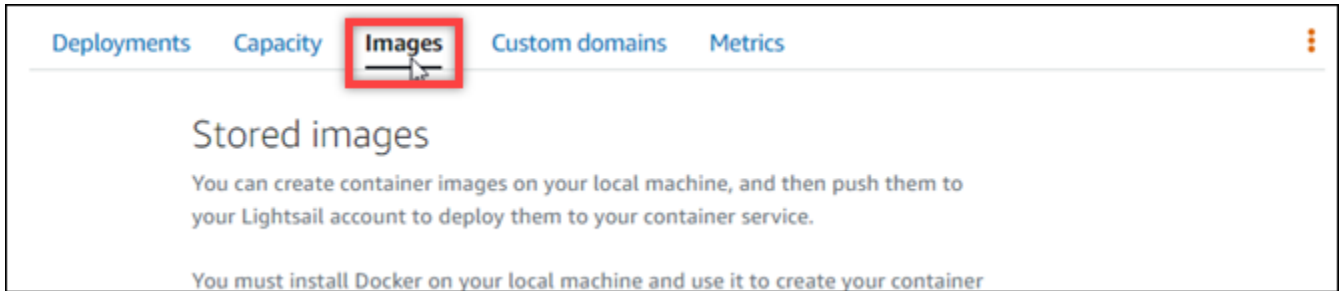 Deployments Capacity Images Custom domains Metrics
Stored images
You can create container images on your local machine, and then push them to
your Lightsail account to deploy them to your container service.
You must install Docker on your local machine and use it to create your container